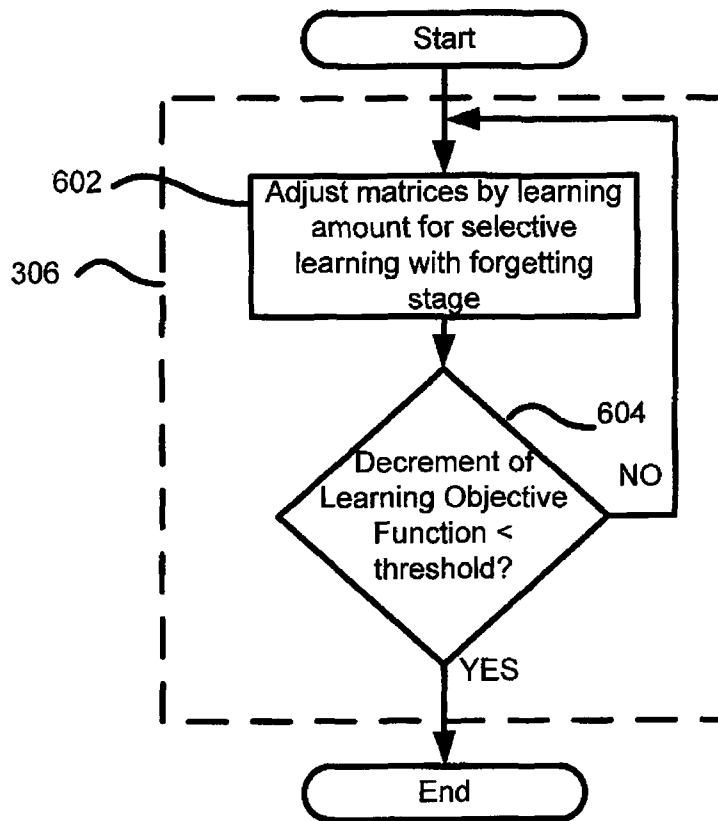 Start
602
Adjust matrices by learning
amount for selective
learning with forgetting
stage
306
604
Decrement of
Learning Objective
Function <
threshold?
NO
YES
End